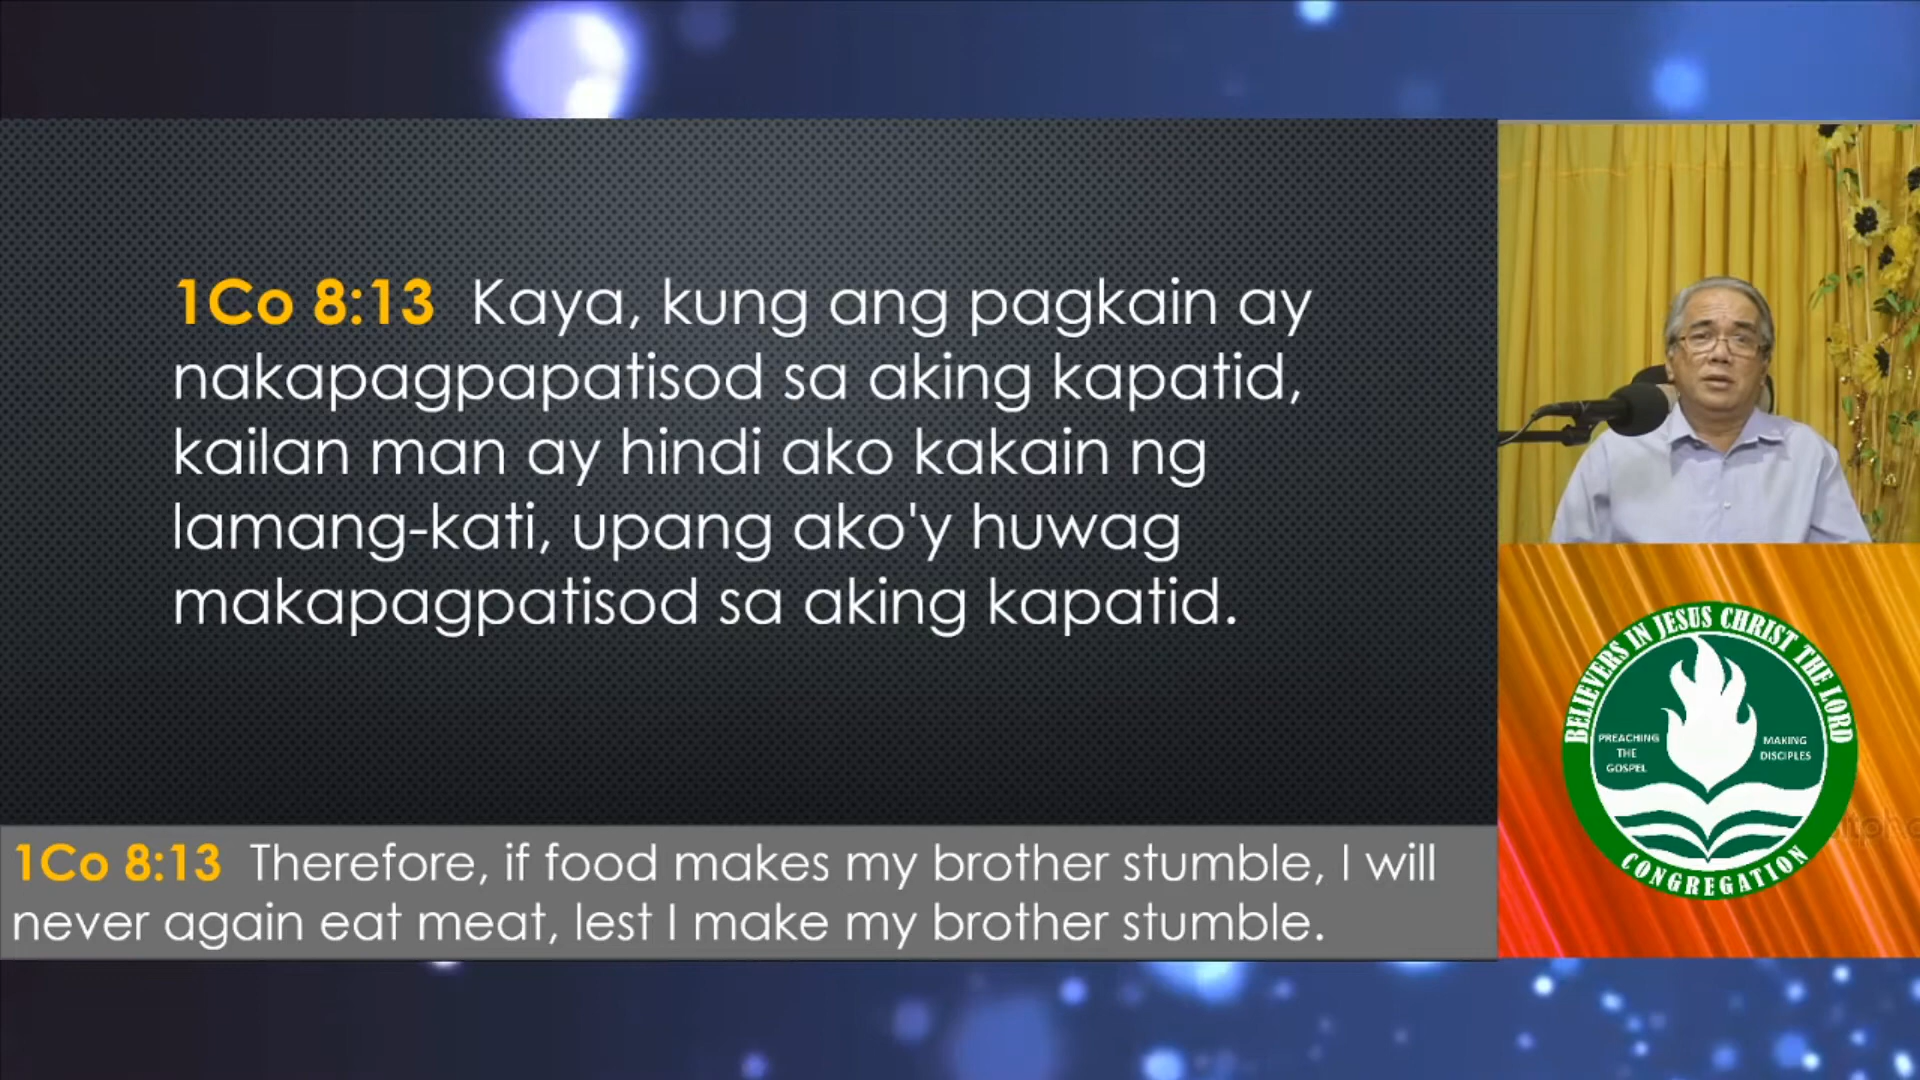 1Co 8:13 Kaya, kung ang pagkain ay
nakapagpapatisod sa aking kapatid,
kailan man ay hindi ako kakain ng
lamang-kati, upang ako'y huwag
makapagpatisod sa aking kapatid.
1Co 8:13 Therefore, if food makes my brother stumble, I will
never again eat meat, lest I make my brother stumble.
BELIEVERS IN JESUS CHRIST THE LORD
PREACHING
THE
GOSPEL
MAKING
DISCIPLES
CONGREGATION